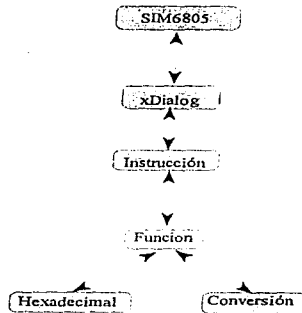 SIM6805
xDialog
Instrucción
Funcion
Hexadecimal
Conversión